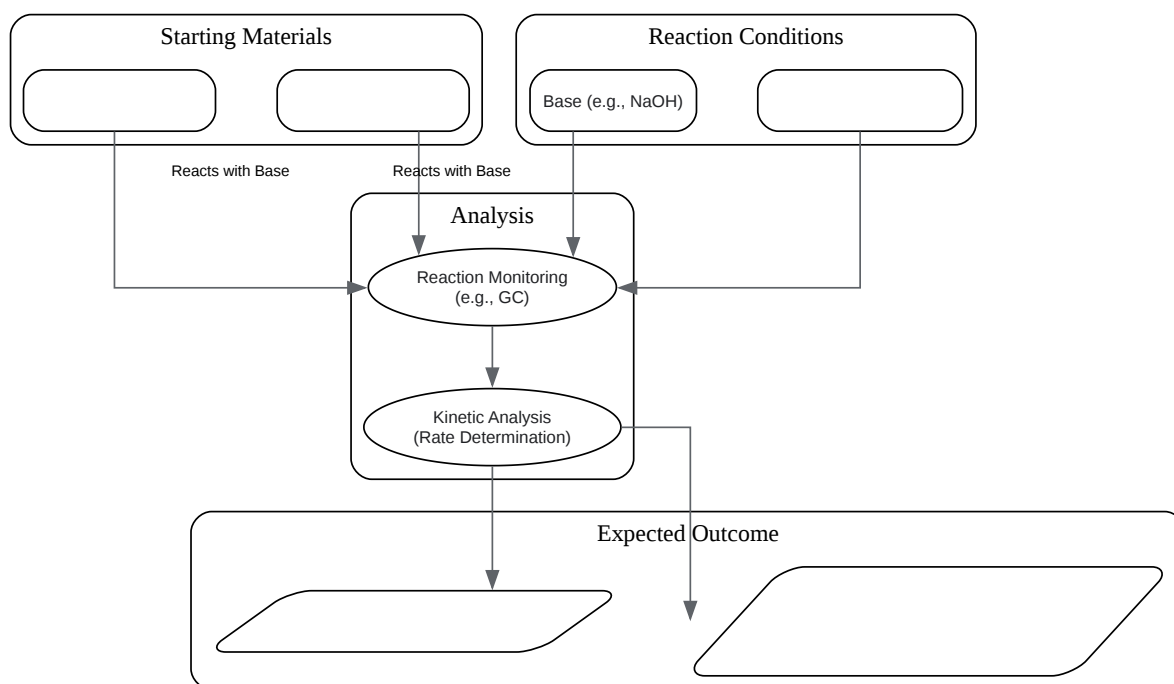 Starting Materials
Reaction Conditions
Base (e.g., NaOH)
Reacts with Base
Reacts with Base
Analysis
Reaction Monitoring
(e.g., GC)
Kinetic Analysis
(Rate Determination)
Expected Outcome